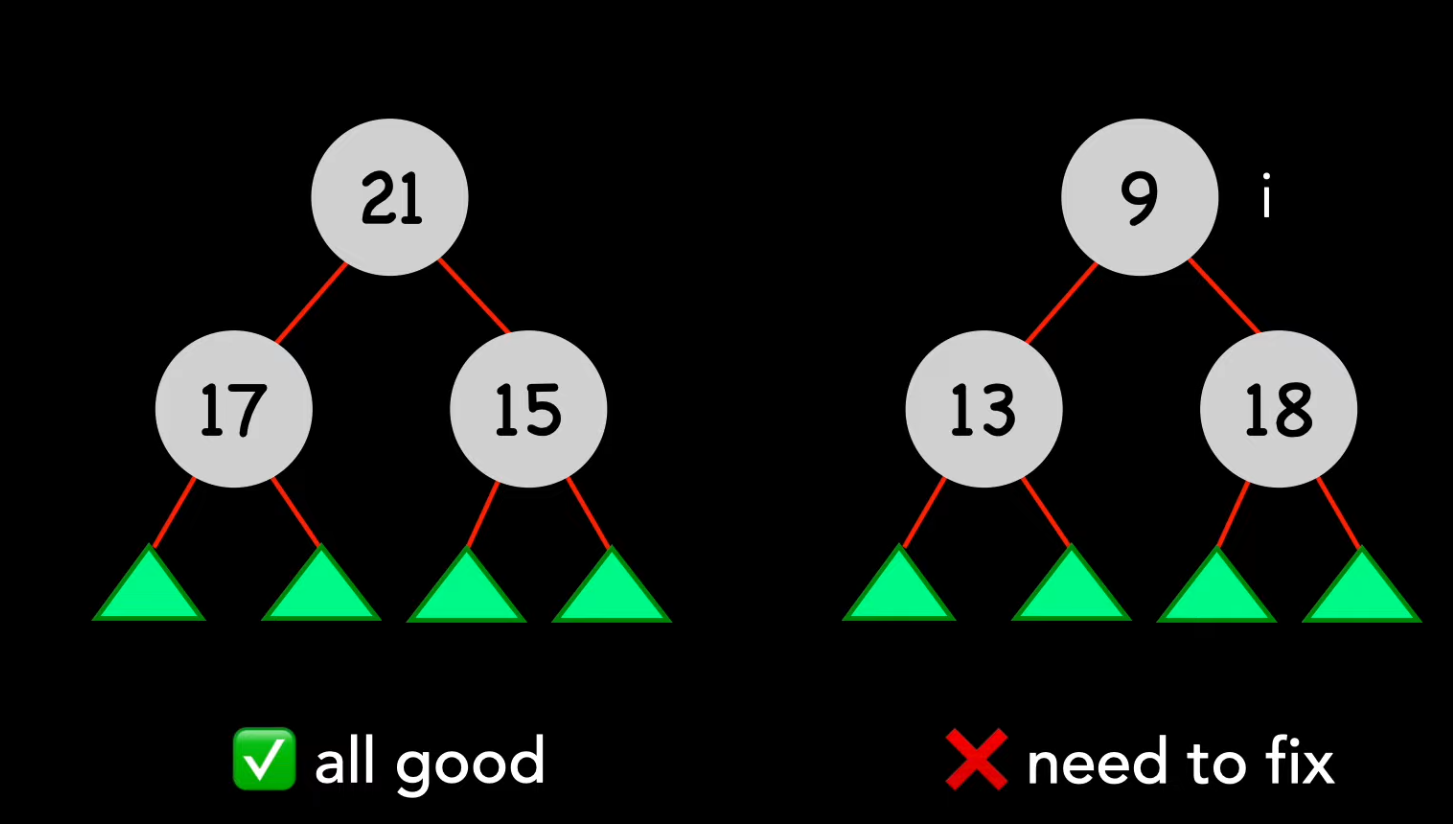 21
9 i
17 15
13 18
✅ all good
❌ need to fix